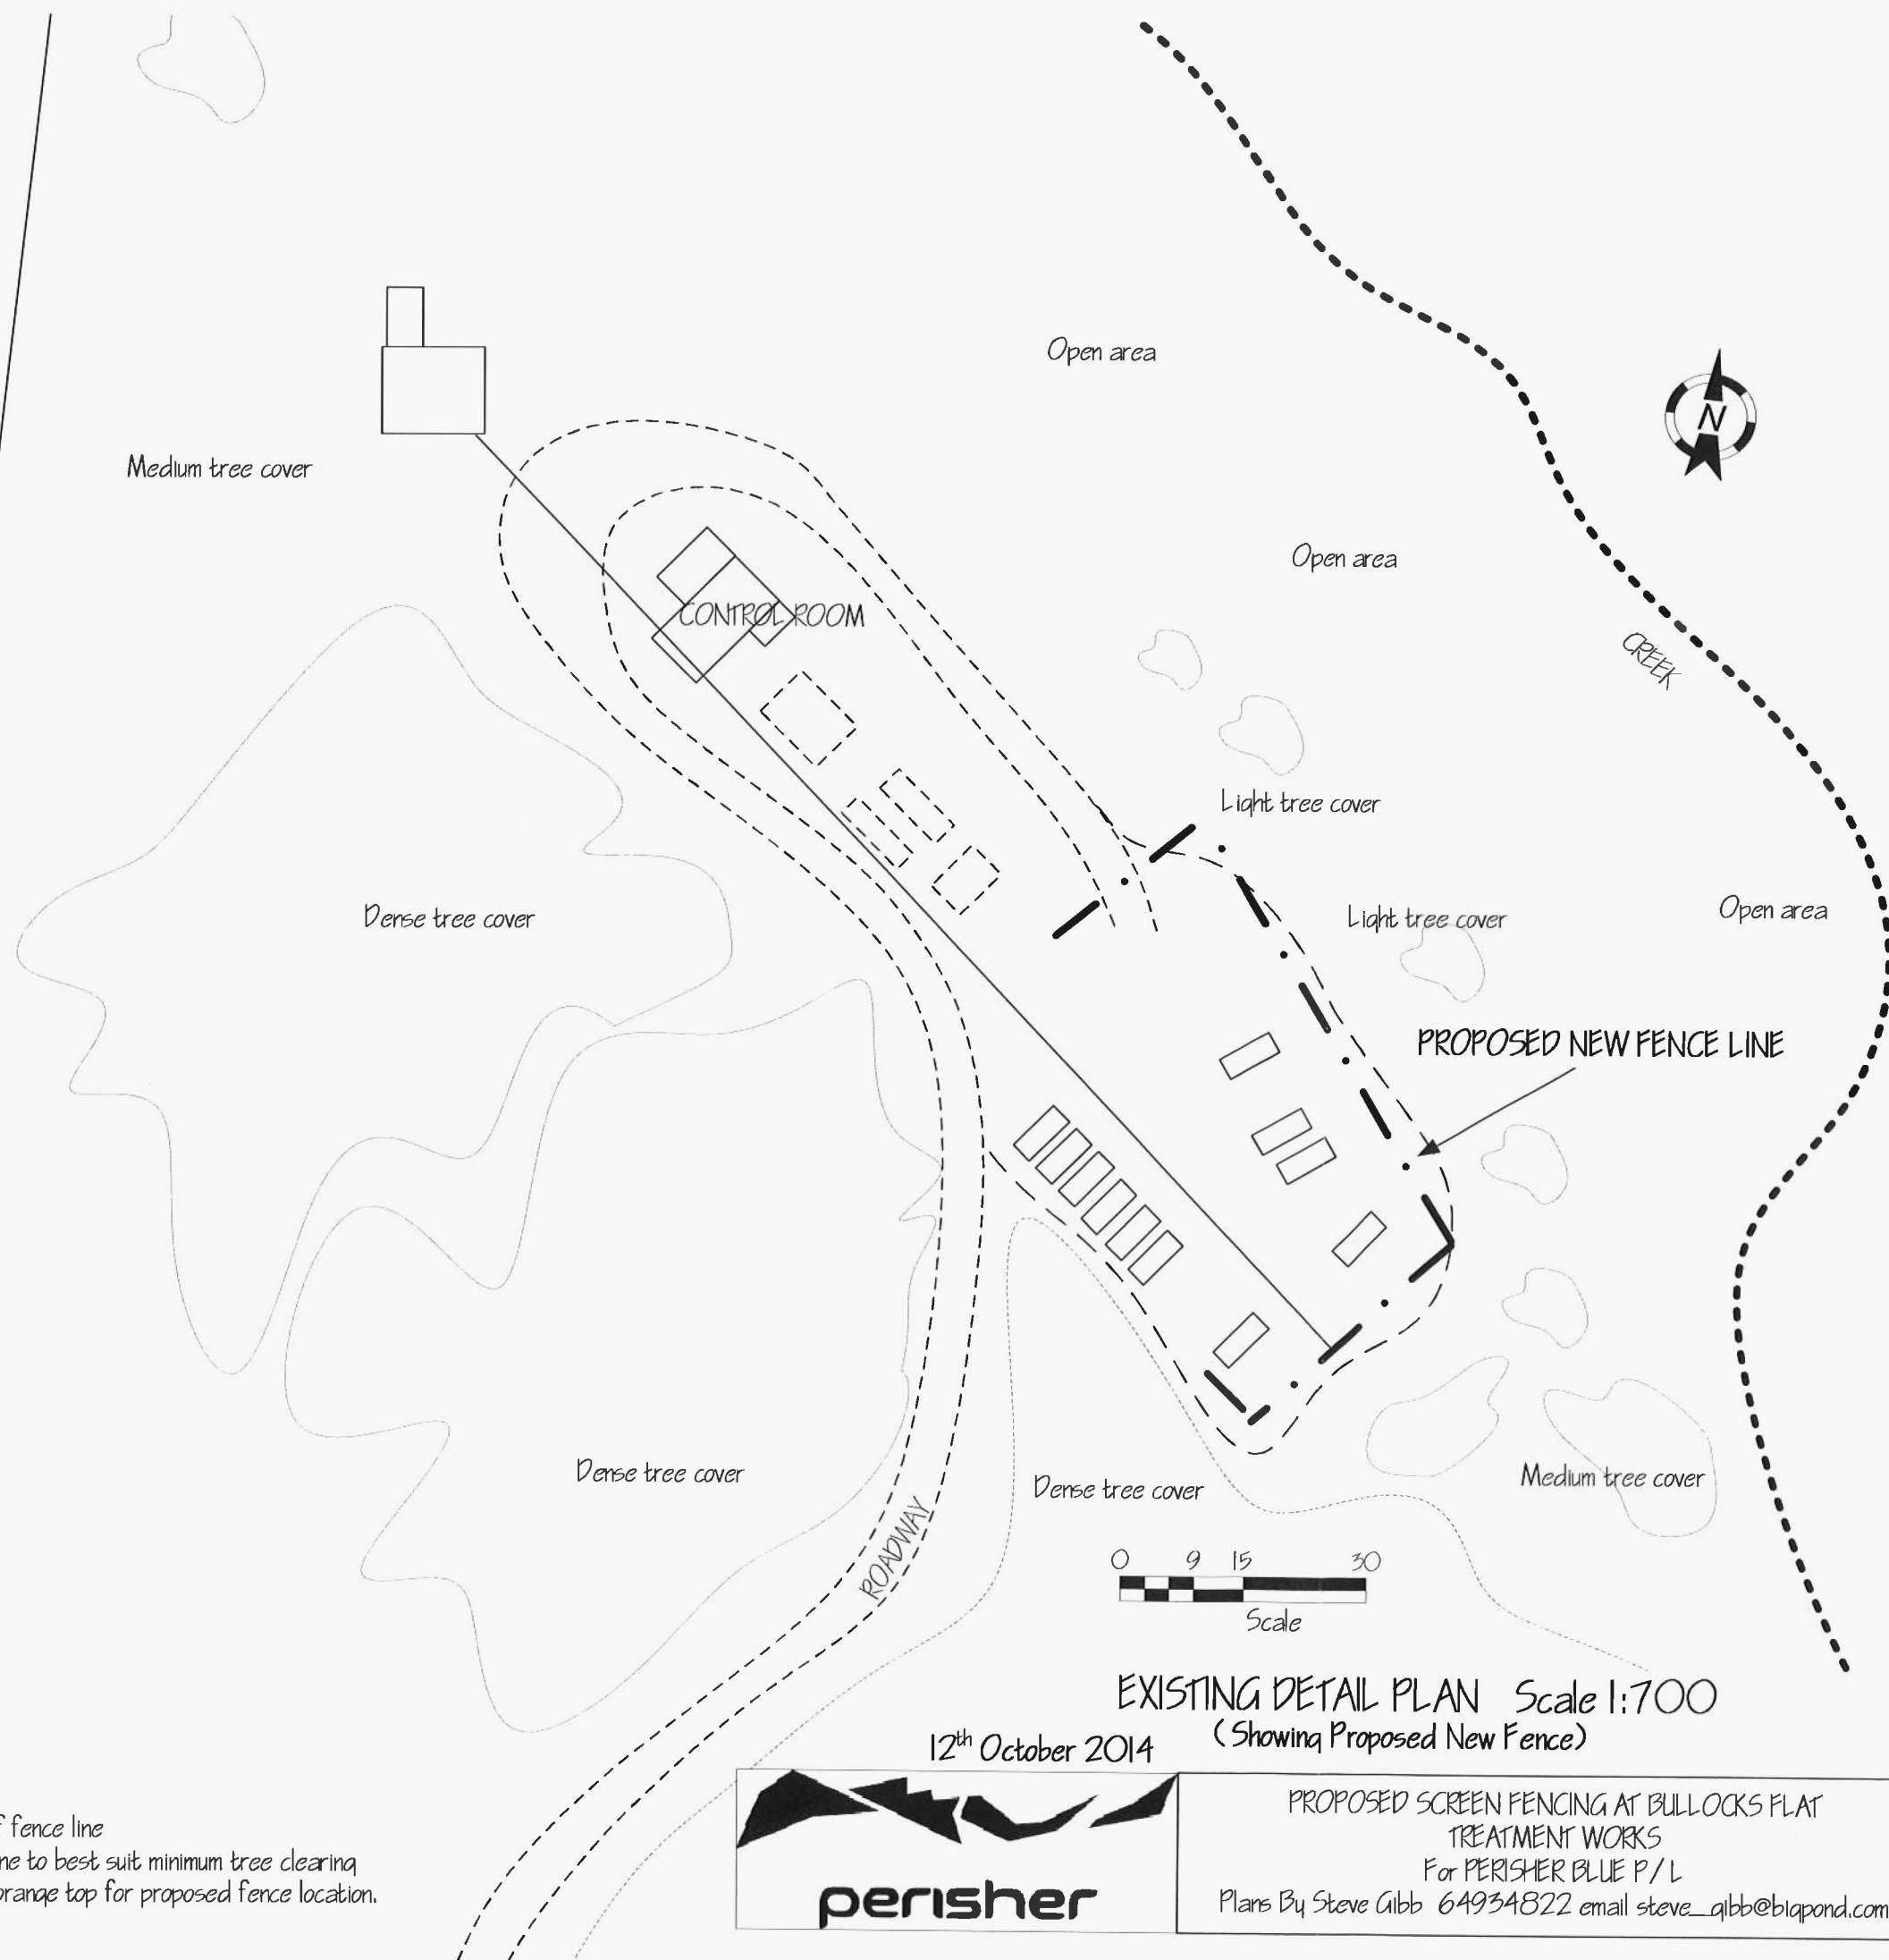 Open area
N
Medium tree cover
Open area
CONTROL ROOM
CREEK
Light tree cover
Dense tree cover
Light tree cover
Open area
PROPOSED NEW FENCE LINE
Dense tree cover
Dense tree cover
Medium tree cover
ROADWAY
0 9 15 30
Scale
EXISTING DETAIL PLAN Scale 1:700
(Showing Proposed New Fence)
12th October 2014
PROPOSED SCREEN FENCING AT BULLOCKS FLAT
TREATMENT WORKS
For PERISHER BLUE P/L
Plans By Steve Gibb 64934822 email steve_gibb@bigpond.com
perisher
fence line
to best suit minimum tree clearing
orange top for proposed fence location.